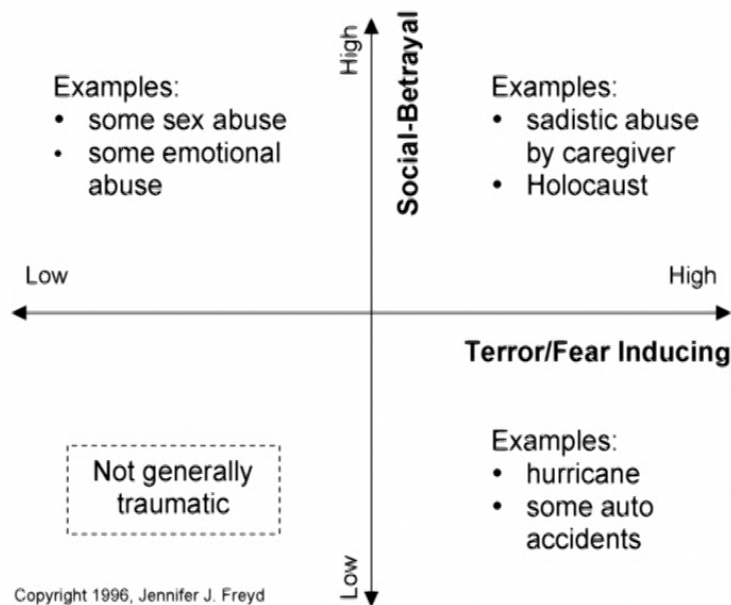 High
Social-Betrayal
Examples:
• some sex abuse
• some emotional
abuse
Examples:
• sadistic abuse
by caregiver
• Holocaust
Low
High
Terror/Fear Inducing
Not generally
traumatic
Examples:
• hurricane
• some auto
accidents
Low
Copyright 1996, Jennifer J. Freyd